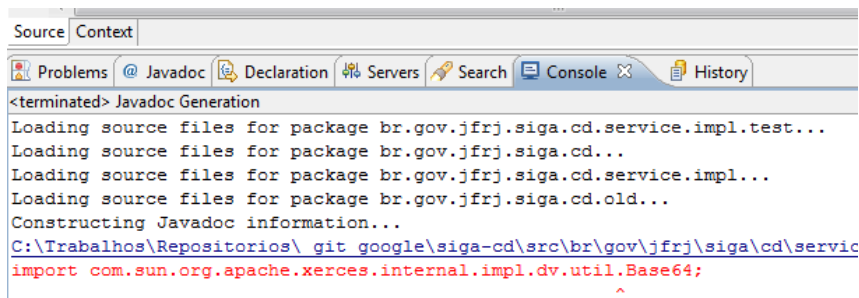 Source Context
Problems @ Javadoc Declaration Servers Search Console History
<terminated> Javadoc Generation
Loading source files for package br.gov.jfrj.siga.cd.service.impl.test...
Loading source files for package br.gov.jfrj.siga.cd...
Loading source files for package br.gov.jfrj.siga.cd.service.impl...
Loading source files for package br.gov.jfrj.siga.cd.old...
Constructing Javadoc information...
C:\Trabalhos\Repositorios\ git google\siga-cd\src\br\gov\jfrj\siga\cd\servic
import com.sun.org.apache.xerces.internal.impl.dv.util.Base64;
^